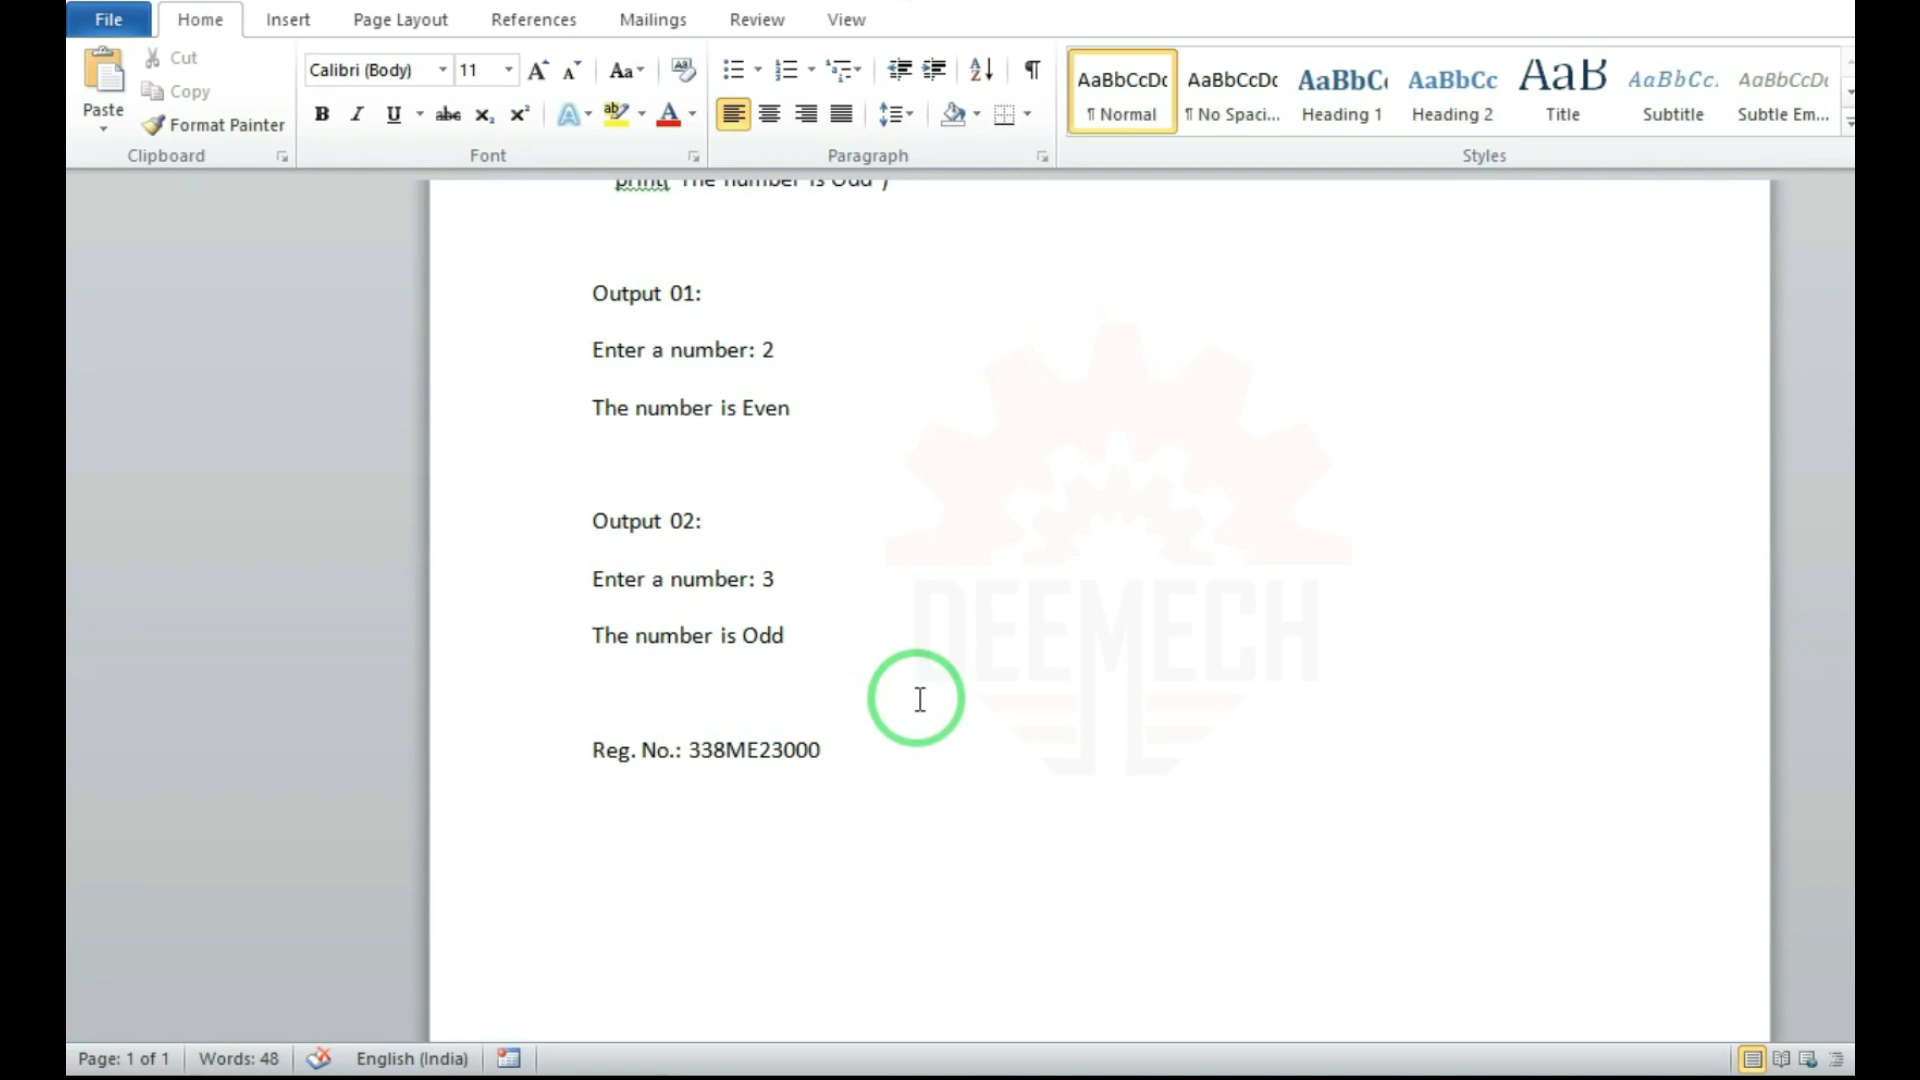 File Home Insert Page Layout References Mailings Review View
Cut
Copy
Paste
Format Painter
Clipboard
Calibri (Body) 11
Font
Paragraph
AaBbCcDc AaBbCcDc AaBbC AaBbCc AaB AaBbCc. AaBbCcDc
¶ Normal ¶ No Spaci... Heading 1 Heading 2 Title Subtitle Subtle Em...
Styles
print("The number is Odd")
Output 01:
Enter a number: 2
The number is Even
Output 02:
Enter a number: 3
The number is Odd
DEEMECH
Reg. No.: 338ME23000
Page: 1 of 1 Words: 48 English (India)